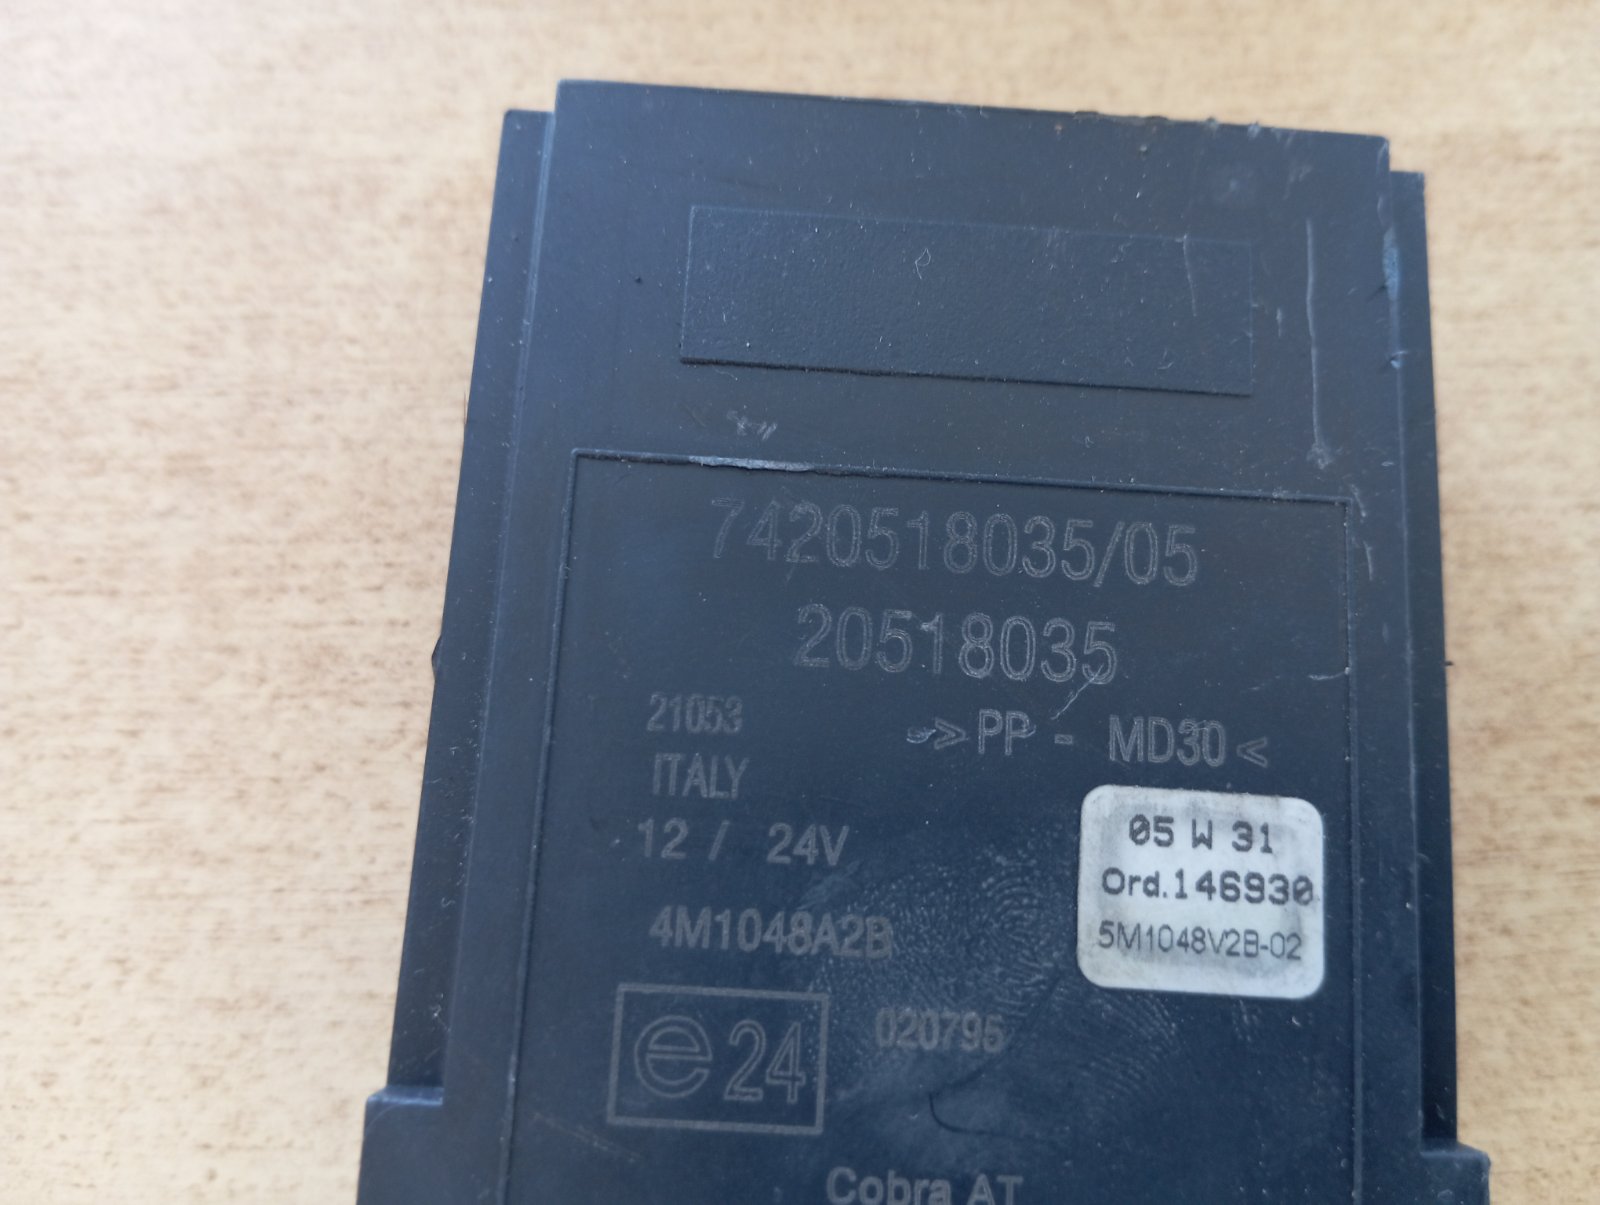 7420518035/05
20518035
21053
>PP - MD30<
ITALY
12 / 24V
05 W 31
Ord.146930
5M1048V2B-02
4M1048A2B
e24
020795
Cobra AT